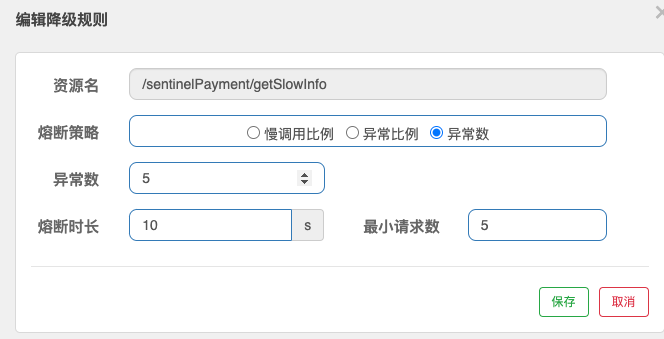 编辑降级规则
资源名 /sentinelPayment/getSlowInfo
熔断策略 慢调用比例 异常比例 异常数
异常数 5
熔断时长 10 s 最小请求数 5
保存 取消